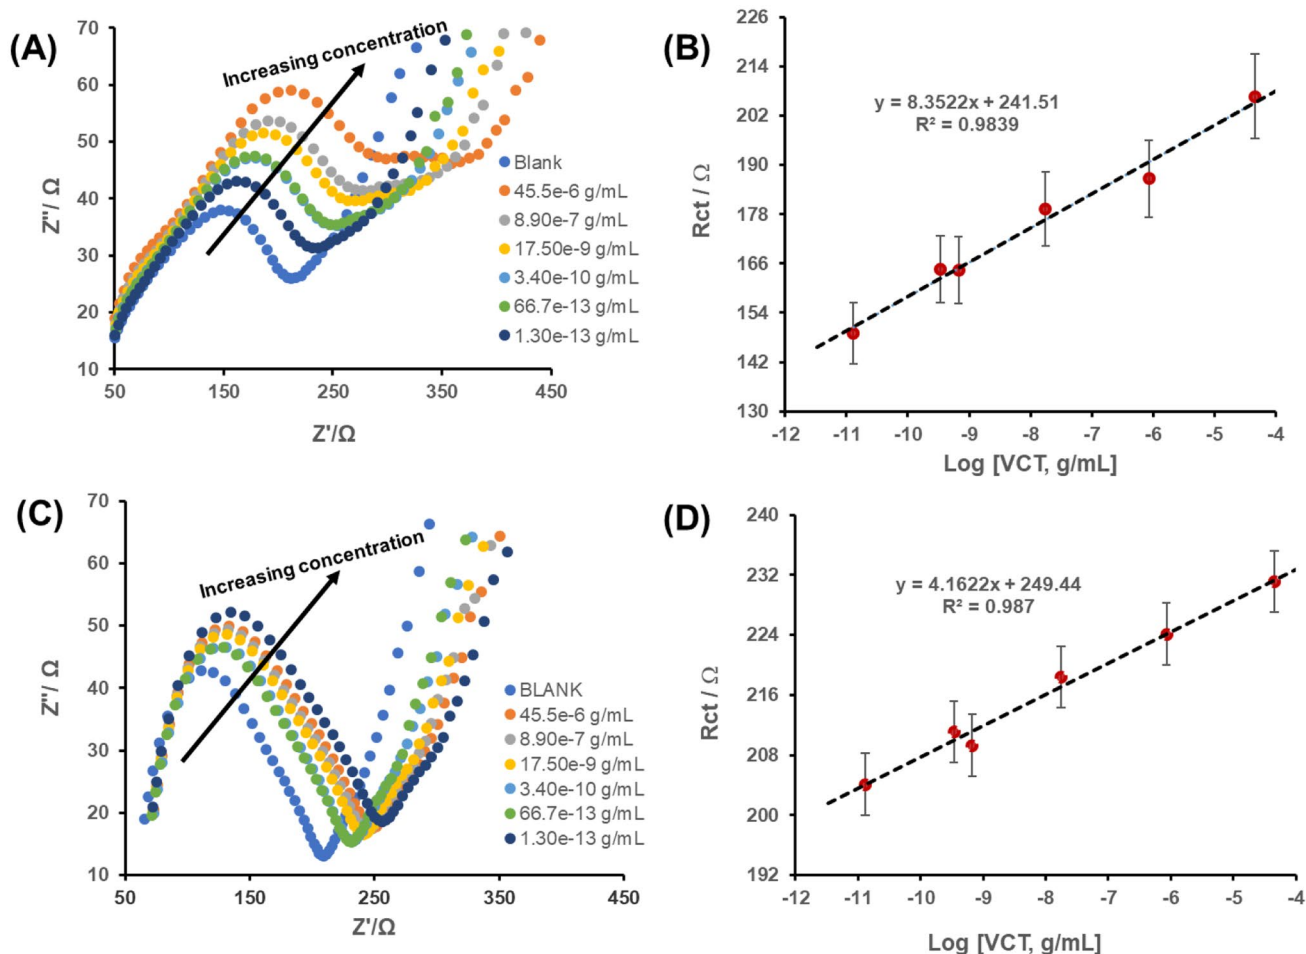 (A)
70
60
50
40
30
20
10
50
150
250
350
450
Z''/ Ω
Z'/Ω
Increasing concentration
Blank
45.5e-6 g/mL
8.90e-7 g/mL
17.50e-9 g/mL
3.40e-10 g/mL
66.7e-13 g/mL
1.30e-13 g/mL
(B)
226
214
202
190
178
166
154
142
130
-12
-11
-10
-9
-8
-7
-6
-5
-4
Rct / Ω
Log [VCT, g/mL]
y = 8.3522x + 241.51
R² = 0.9839
(C)
70
60
50
40
30
20
10
50
150
250
350
450
Z''/ Ω
Z'/Ω
Increasing concentration
BLANK
45.5e-6 g/mL
8.90e-7 g/mL
17.50e-9 g/mL
3.40e-10 g/mL
66.7e-13 g/mL
1.30e-13 g/mL
(D)
240
232
224
216
208
200
192
-12
-11
-10
-9
-8
-7
-6
-5
-4
Rct / Ω
Log [VCT, g/mL]
y = 4.1622x + 249.44
R² = 0.987